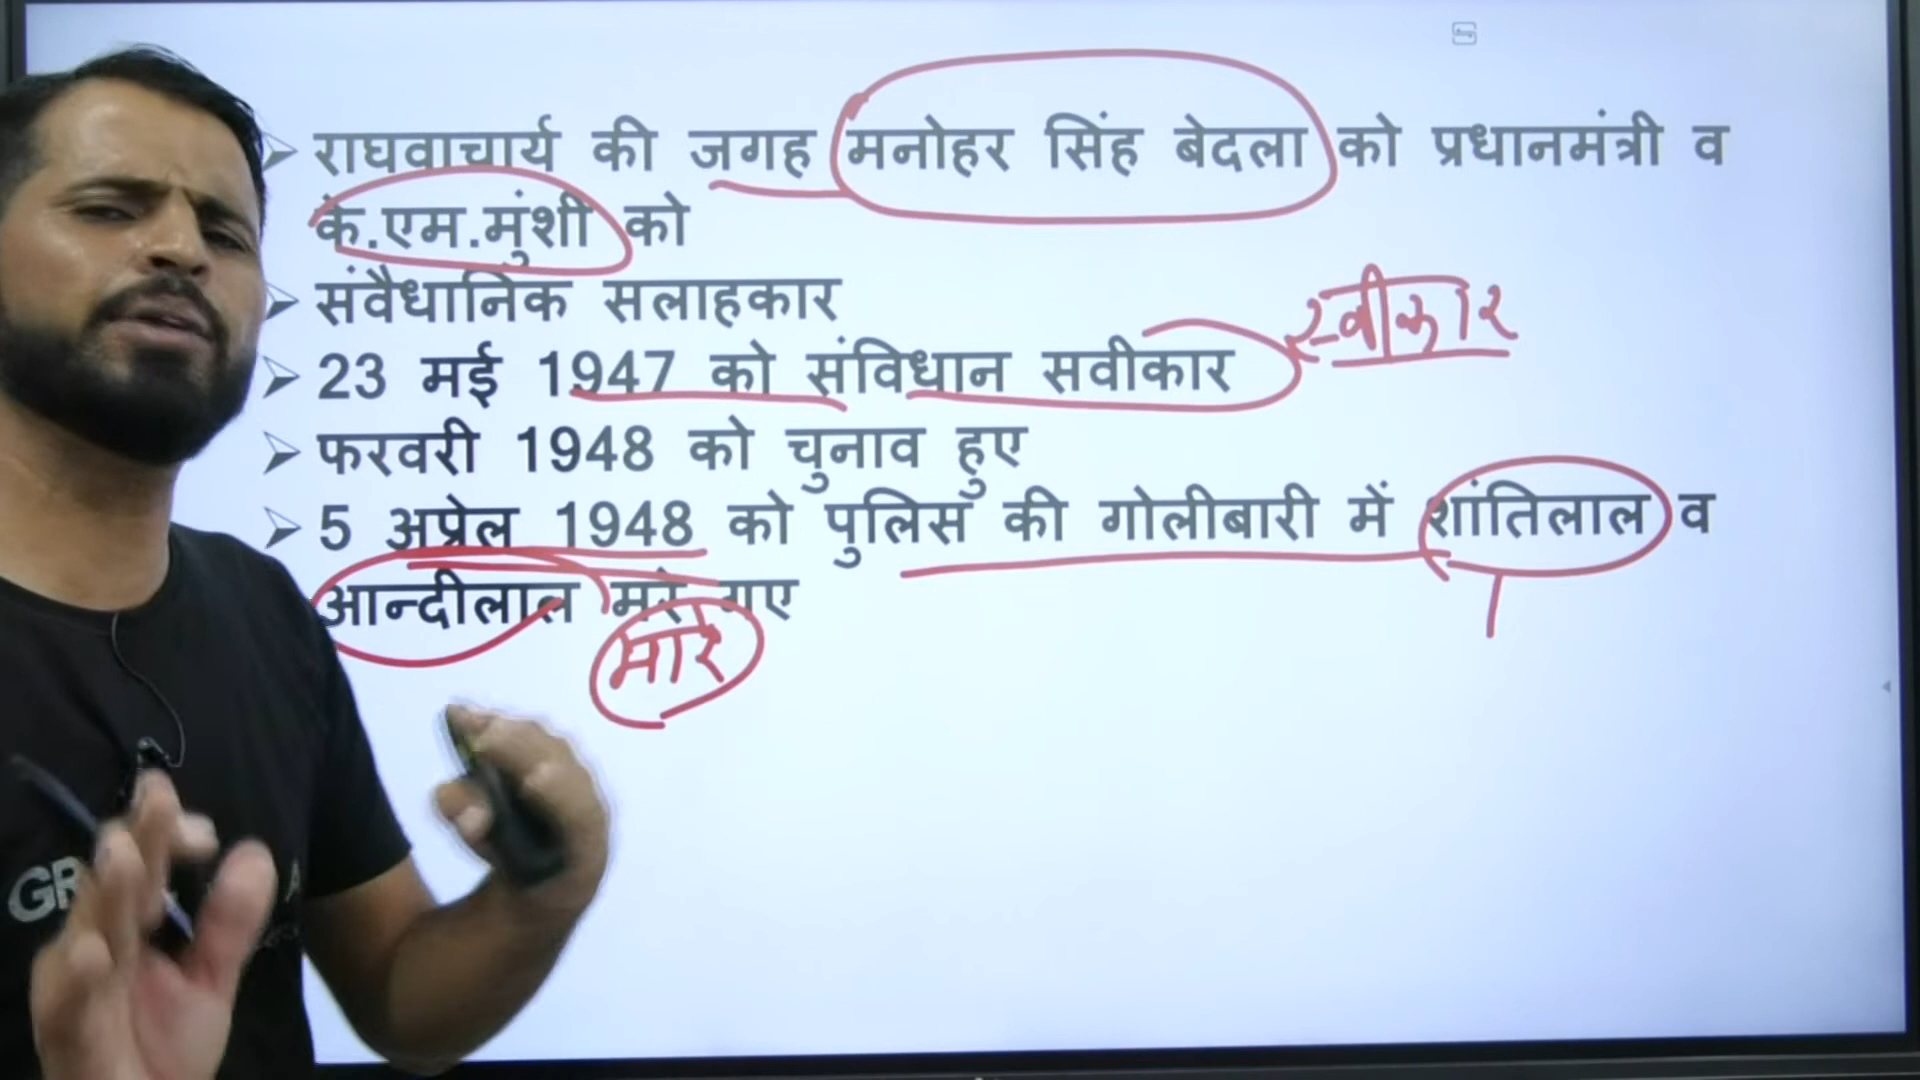 राघवाचार्य की जगह मनोहर सिंह बेदला को प्रधानमंत्री व
के.एम.मुंशी को
संवैधानिक सलाहकार
स्वीकार
23 मई 1947 को संविधान सवीकार
फरवरी 1948 को चुनाव हुए
5 अप्रेल 1948 को पुलिस की गोलीबारी में शांतिलाल व
आन्दीलाल मरे गए
मारे